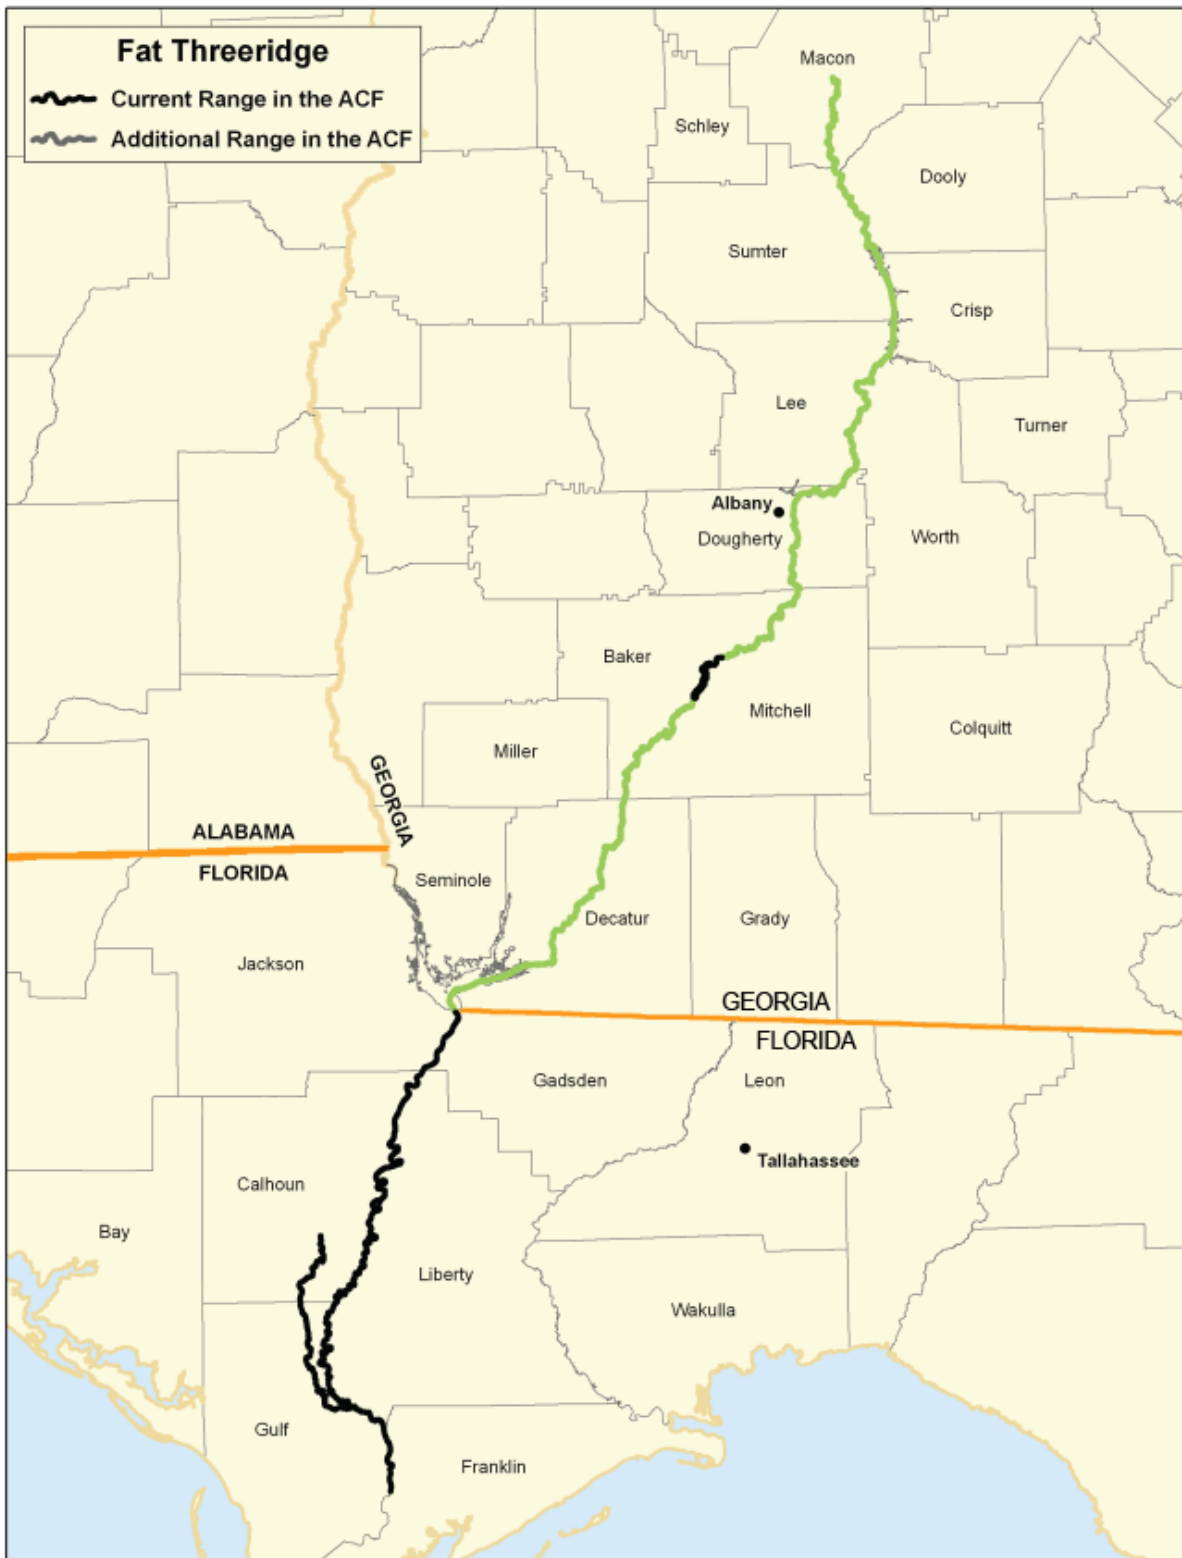 Fat Threeridge
Current Range in the ACF
Additional Range in the ACF
Macon
Schley
Dooly
Sumter
Crisp
Lee
Turner
Albany
Dougherty
Worth
Baker
Mitchell
Colquitt
Miller
GEORGIA
ALABAMA
FLORIDA
Seminole
Decatur
Grady
Jackson
GEORGIA
FLORIDA
Gadsden
Leon
Tallahassee
Calhoun
Bay
Liberty
Wakulla
Gulf
Franklin